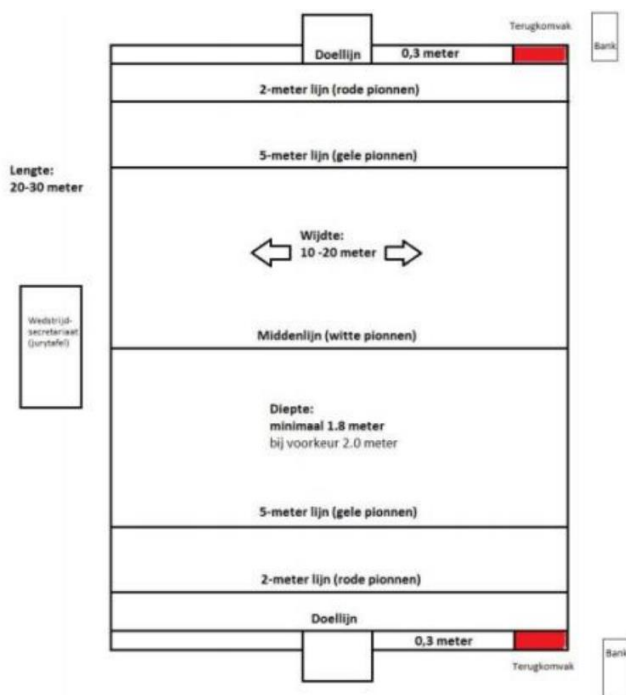 Terugkomvak
Bank
Doellijn
0,3 meter
2-meter lijn (rode pionnen)
5-meter lijn (gele pionnen)
Lengte:
20-30 meter
Wijdte:
10 -20 meter
Wedstrijd-
secretariaat
(jurytafel)
Middenlijn (witte pionnen)
Diepte:
minimaal 1.8 meter
bij voorkeur 2.0 meter
5-meter lijn (gele pionnen)
2-meter lijn (rode pionnen)
Doellijn
0,3 meter
Bank
Terugkomvak